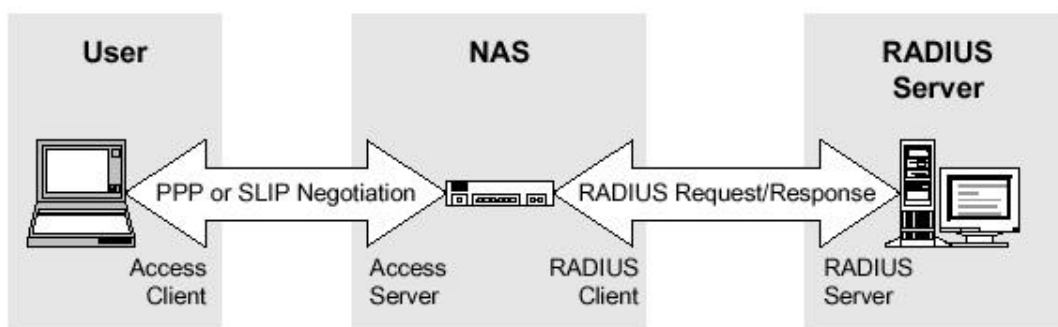 User
NAS
RADIUS
Server
PPP or SLIP Negotiation
RADIUS Request/Response
Access
Client
Access
Server
RADIUS
Client
RADIUS
Server